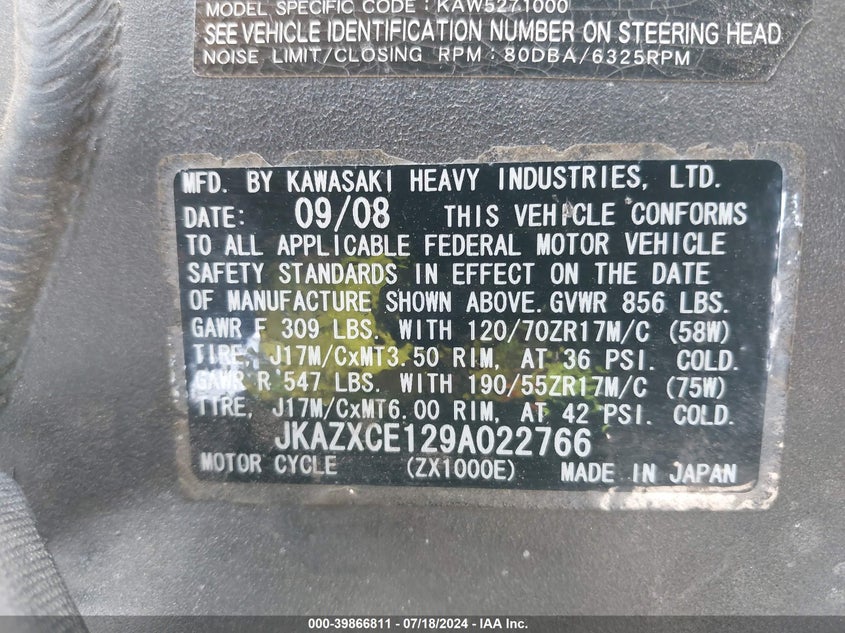 MODEL SPECIFIC CODE : KAW5271000
SEE VEHICLE IDENTIFICATION NUMBER ON STEERING HEAD
NOISE LIMIT/CLOSING RPM : 80DBA/6325RPM
MFD. BY KAWASAKI HEAVY INDUSTRIES, LTD.
DATE: 09/08 THIS VEHICLE CONFORMS
TO ALL APPLICABLE FEDERAL MOTOR VEHICLE
SAFETY STANDARDS IN EFFECT ON THE DATE
OF MANUFACTURE SHOWN ABOVE. GVWR 856 LBS.
GAWR F 309 LBS. WITH 120/70ZR17M/C (58W)
TIRE, J17M/CxMT3.50 RIM, AT 36 PSI. COLD.
GAWR R 547 LBS. WITH 190/55ZR17M/C (75W)
TIRE, J17M/CxMT6.00 RIM, AT 42 PSI. COLD.
JKAZXCE129A022766
MOTOR CYCLE (ZX1000E) MADE IN JAPAN
000-39866811 - 07/18/2024 - IAA Inc.